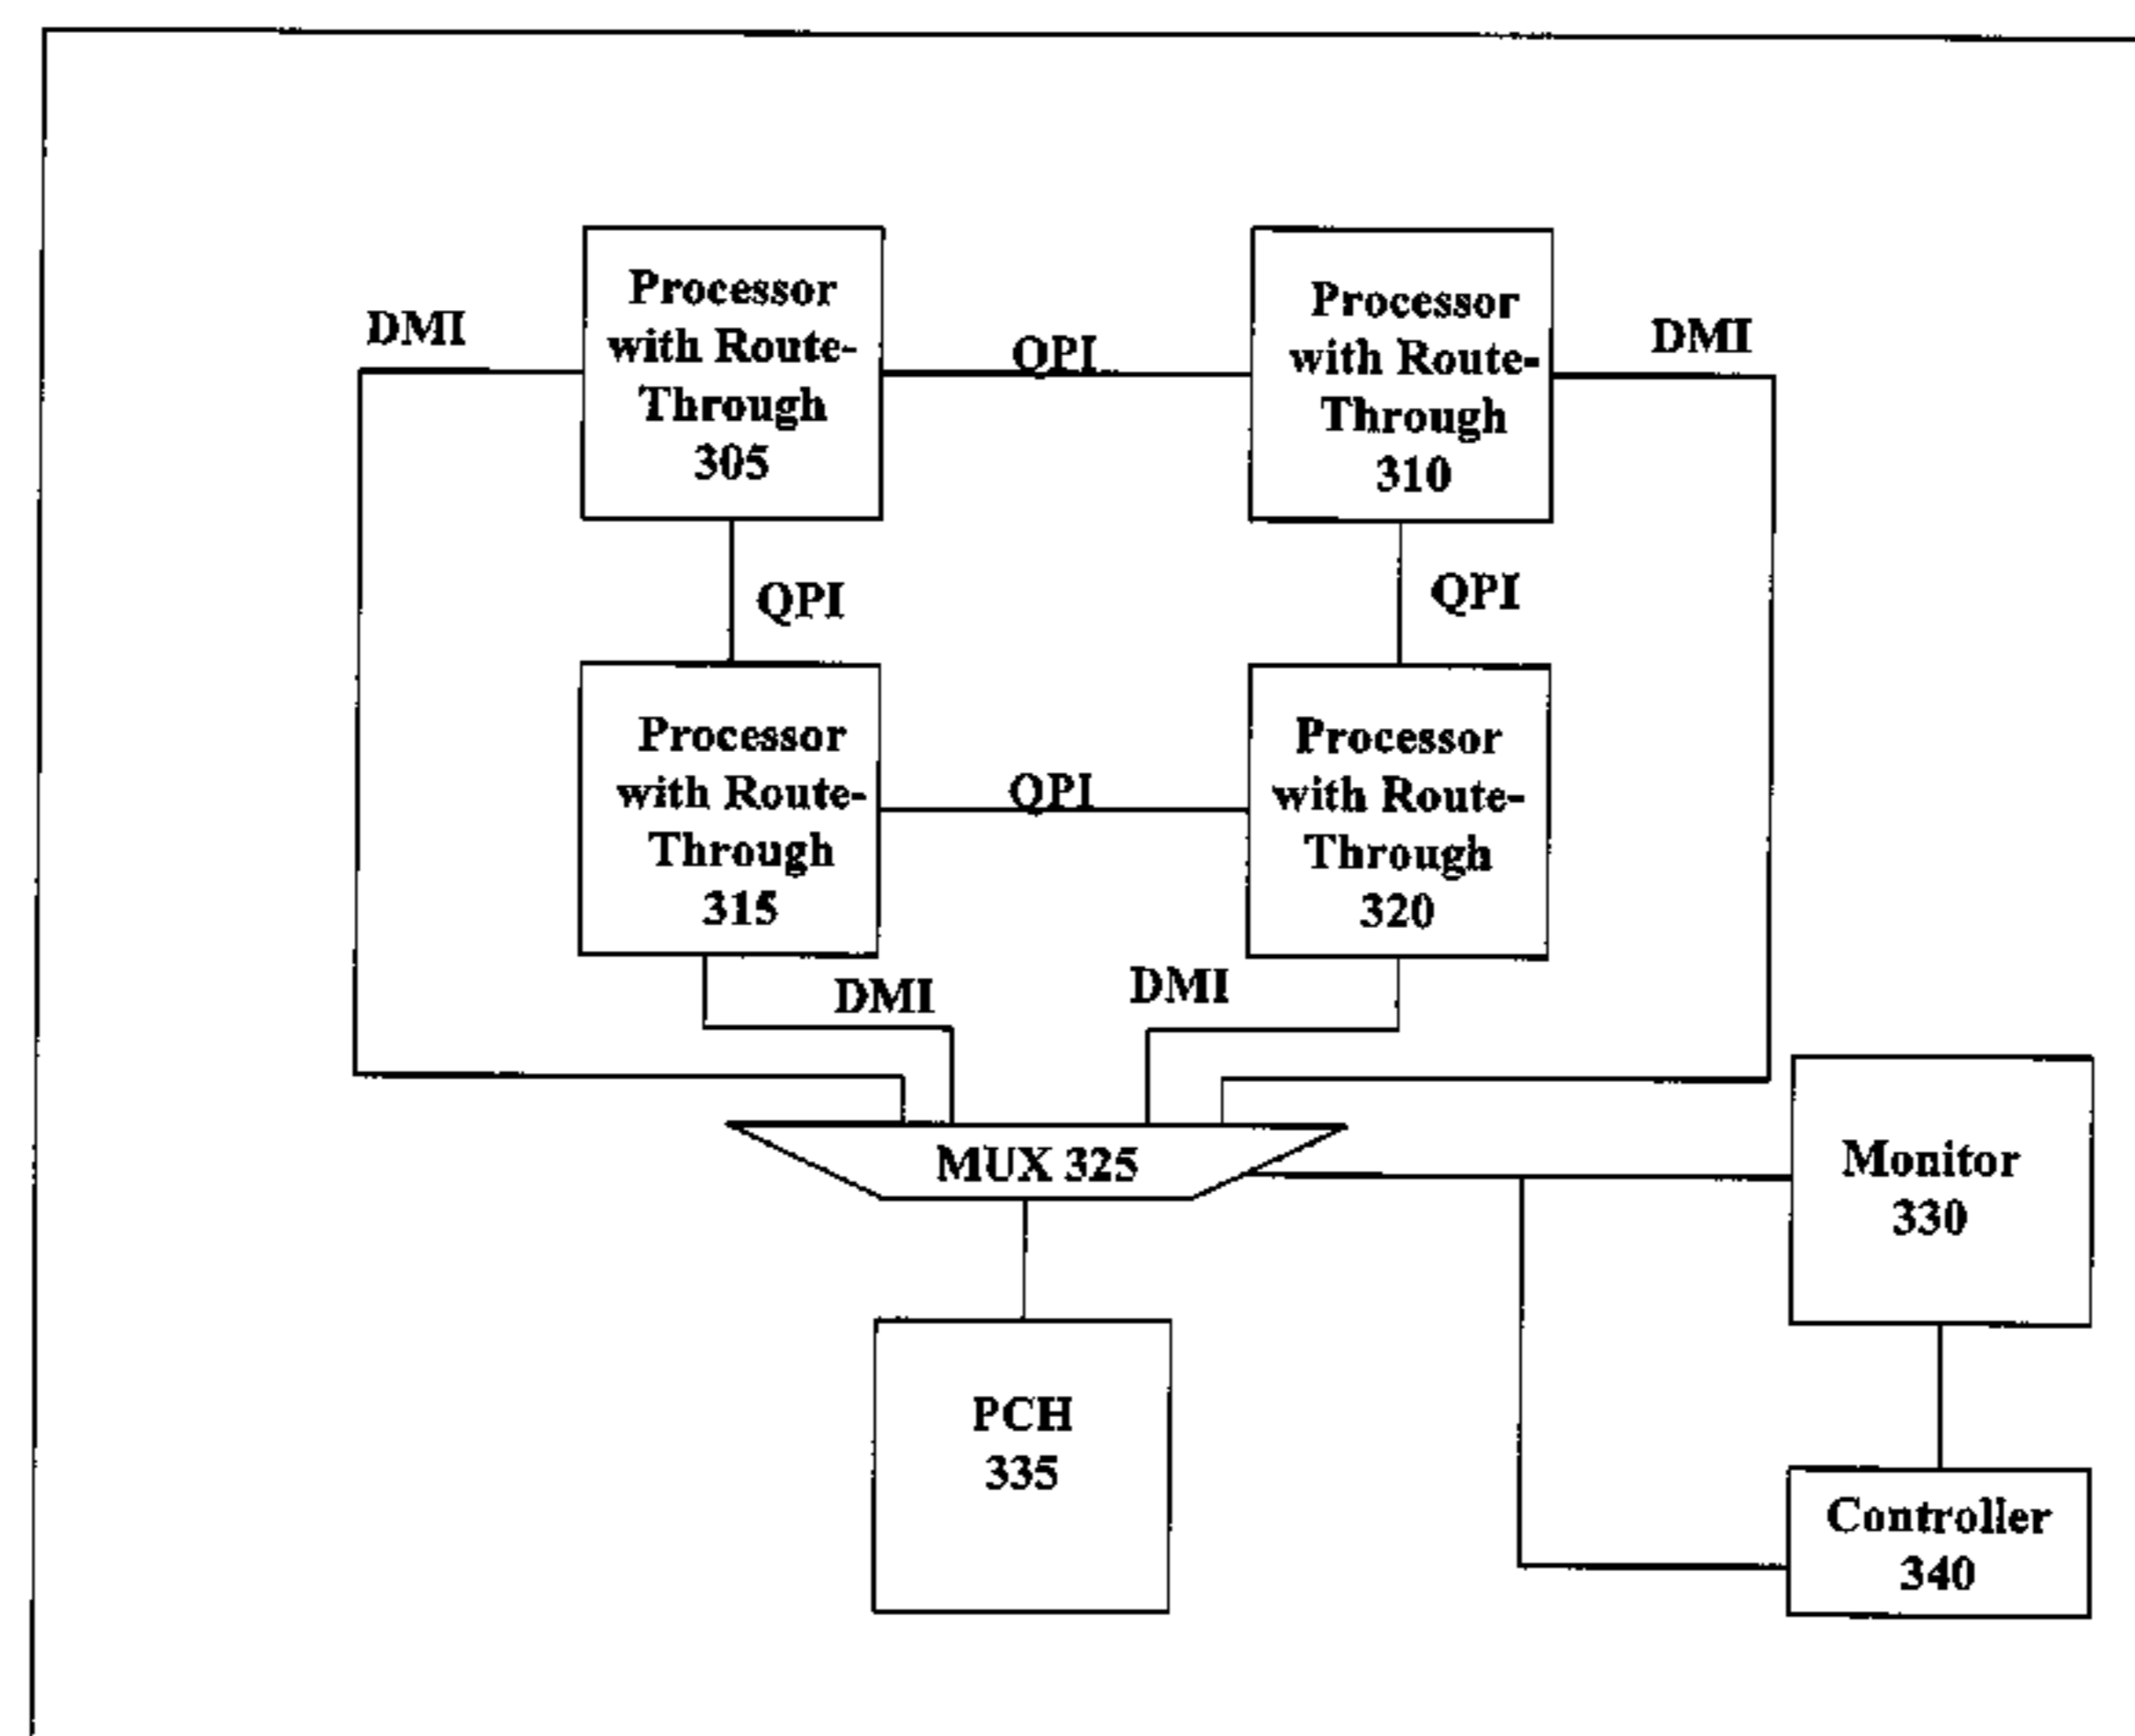 Processor
with Route-
Through
305
Processor
with Route-
Through
310
DMI
QPI
DMI
QPI
QPI
Processor
with Route-
Through
315
QPI
Processor
with Route-
Through
320
DMI
DMI
MUX 325
Monitor
330
PCH
335
Controller
340